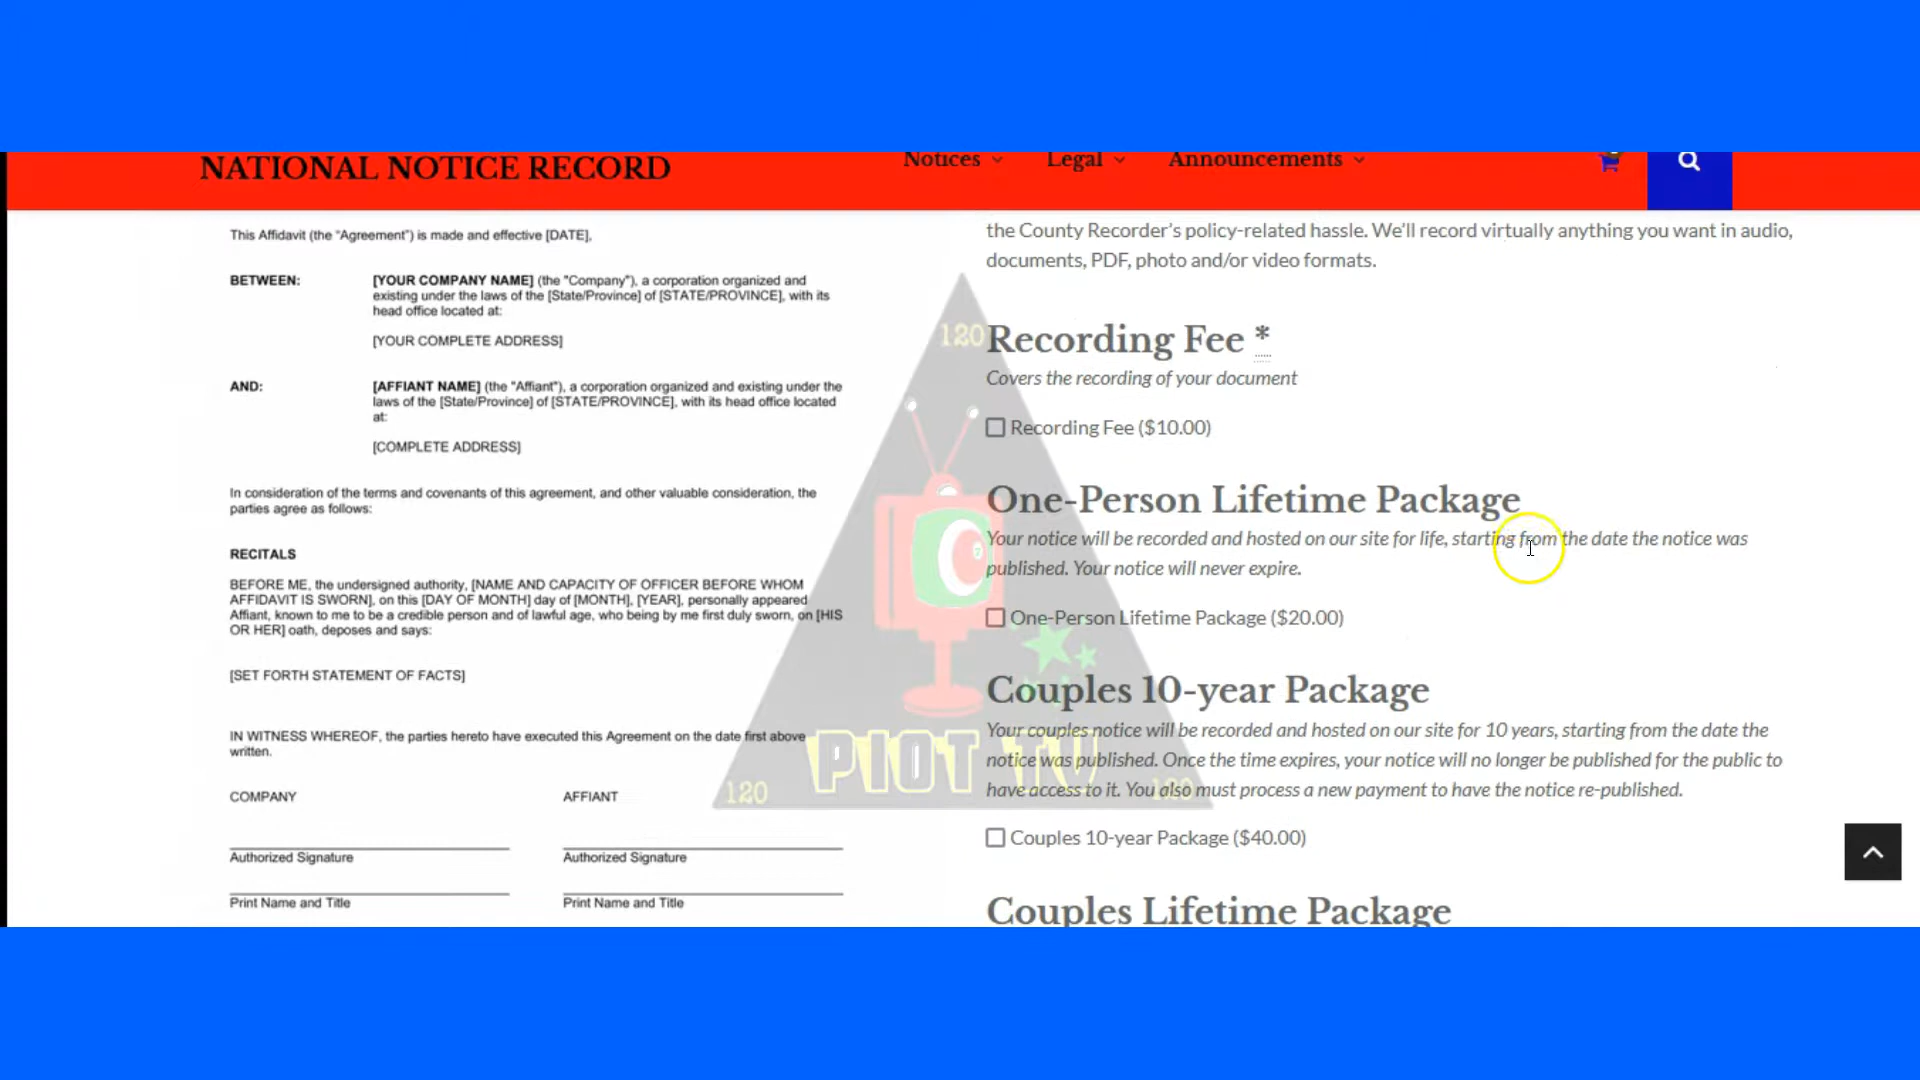 NATIONAL NOTICE RECORD
Notices
Legal
Announcements
This Affidavit (the “Agreement”) is made and effective [DATE],
BETWEEN:
[YOUR COMPANY NAME] (the "Company"), a corporation organized and
existing under the laws of the [State/Province] of [STATE/PROVINCE], with its
head office located at:
[YOUR COMPLETE ADDRESS]
AND:
[AFFIANT NAME] (the "Affiant"), a corporation organized and existing under the
laws of the [State/Province] of [STATE/PROVINCE], with its head office located
at:
[COMPLETE ADDRESS]
In consideration of the terms and covenants of this agreement, and other valuable consideration, the
parties agree as follows:
RECITALS
BEFORE ME, the undersigned authority, [NAME AND CAPACITY OF OFFICER BEFORE WHOM
AFFIDAVIT IS SWORN], on this [DAY OF MONTH] day of [MONTH], [YEAR], personally appeared
Affiant, known to me to be a credible person and of lawful age, who being by me first duly sworn, on [HIS
OR HER] oath, deposes and says:
[SET FORTH STATEMENT OF FACTS]
IN WITNESS WHEREOF, the parties hereto have executed this Agreement on the date first above
written.
COMPANY
AFFIANT
Authorized Signature
Authorized Signature
Print Name and Title
Print Name and Title
the County Recorder's policy-related hassle. We'll record virtually anything you want in audio,
documents, PDF, photo and/or video formats.
Recording Fee *
Covers the recording of your document
Recording Fee ($10.00)
One-Person Lifetime Package
Your notice will be recorded and hosted on our site for life, starting from the date the notice was
published. Your notice will never expire.
One-Person Lifetime Package ($20.00)
Couples 10-year Package
Your couples notice will be recorded and hosted on our site for 10 years, starting from the date the
notice was published. Once the time expires, your notice will no longer be published for the public to
have access to it. You also must process a new payment to have the notice re-published.
Couples 10-year Package ($40.00)
Couples Lifetime Package
120
PIOT TV
120
120